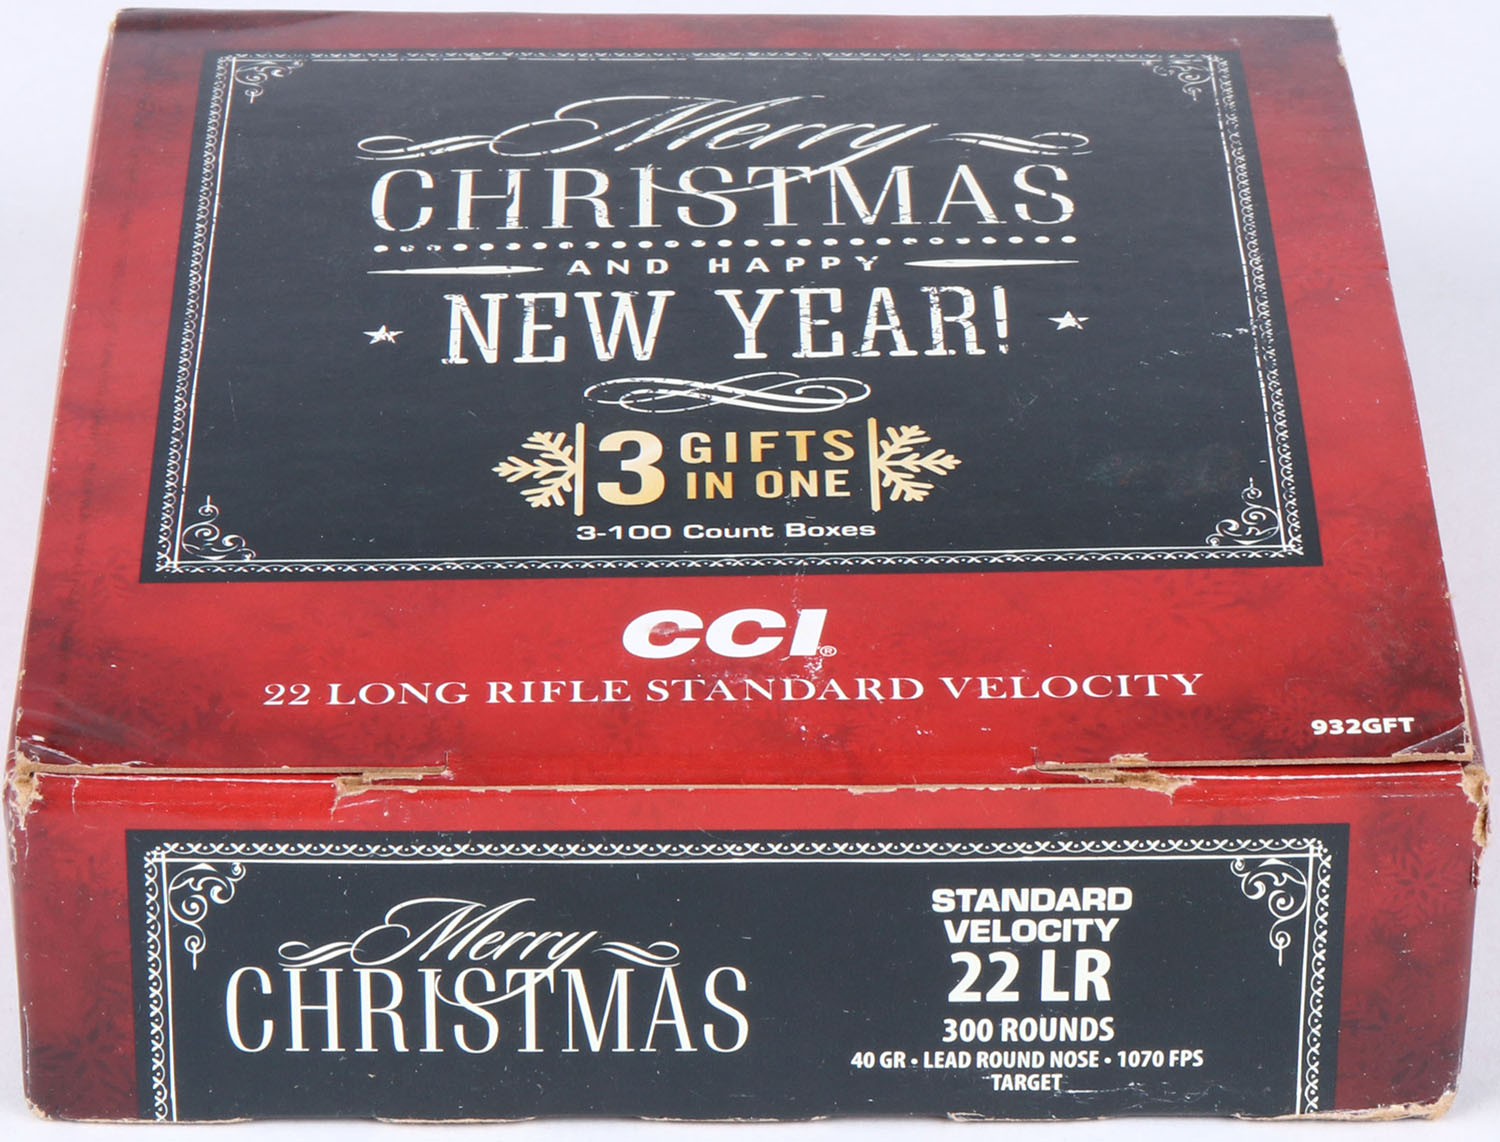 Merry
CHRISTMAS
AND HAPPY
NEW YEAR!
3 GIFTS
IN ONE
3-100 Count Boxes
CCI®
22 LONG RIFLE STANDARD VELOCITY
932GFT
Merry
CHRISTMAS
STANDARD
VELOCITY
22 LR
300 ROUNDS
40 GR • LEAD ROUND NOSE • 1070 FPS
TARGET